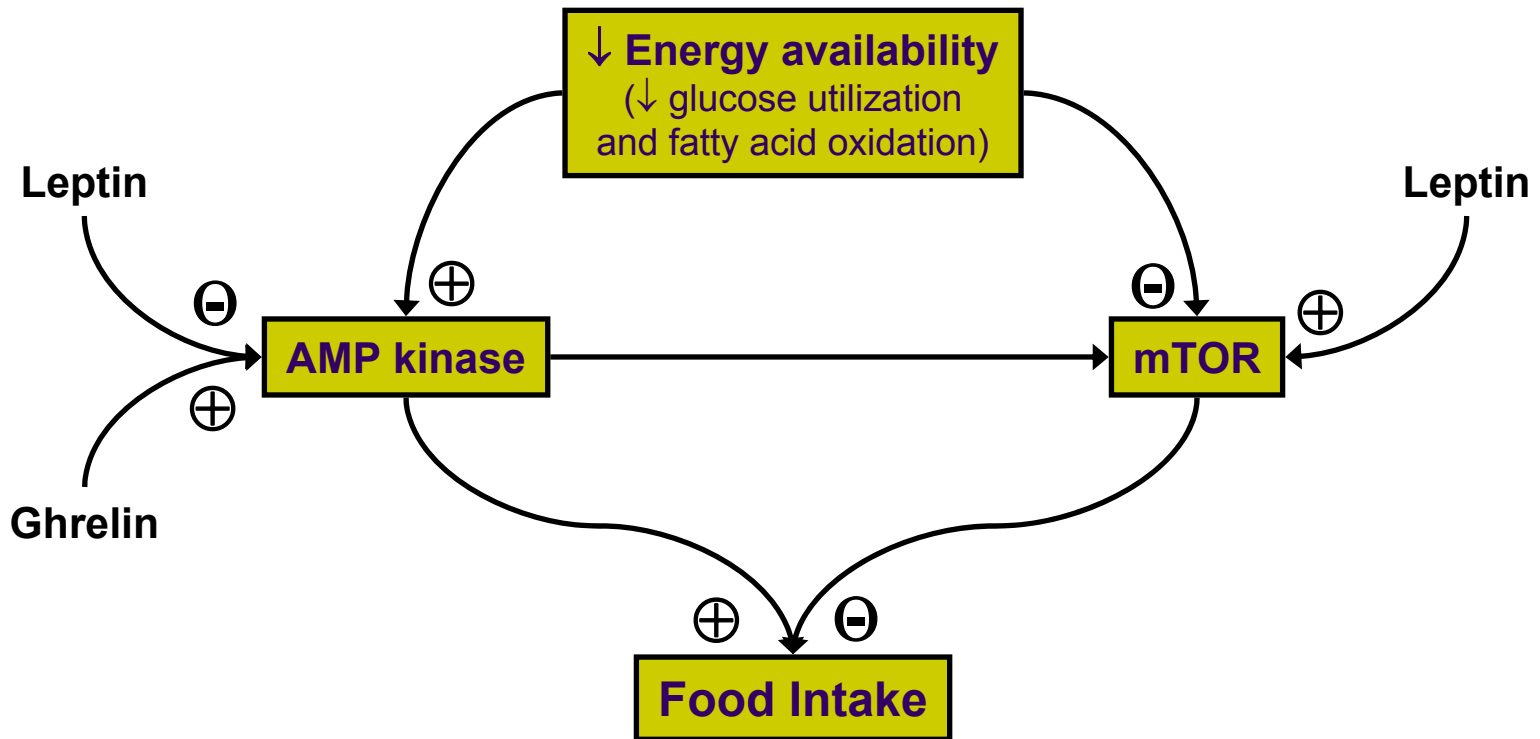 ↓ Energy availability
(↓ glucose utilization
and fatty acid oxidation)
Leptin
Leptin
⊕
Θ
Θ
⊕
AMP kinase
mTOR
⊕
Ghrelin
⊕
Θ
Food Intake